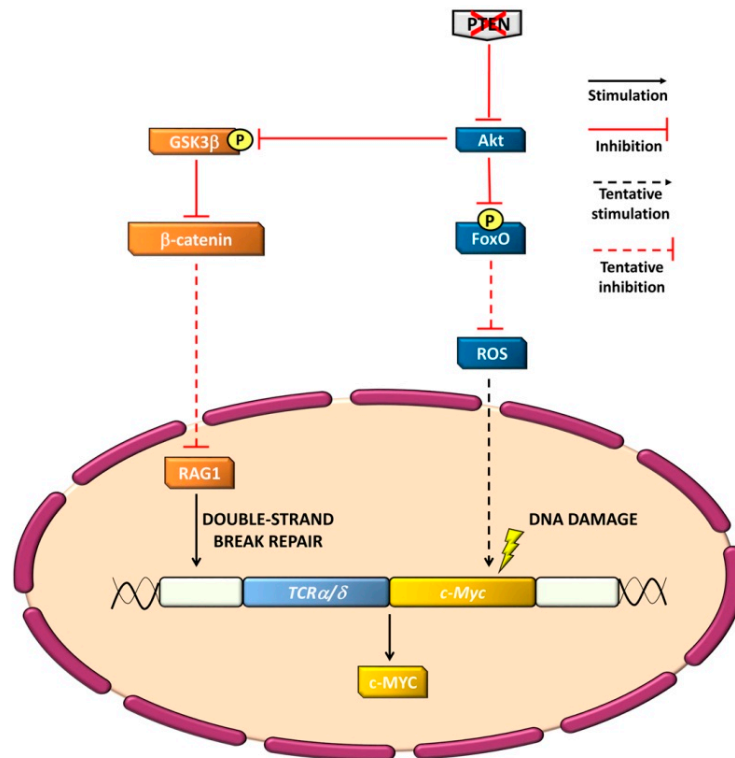 PTEN
Stimulation
GSK3β
P
Akt
Inhibition
P
β-catenin
FoxO
Tentative
stimulation
Tentative
inhibition
ROS
RAG1
DOUBLE-STRAND
BREAK REPAIR
DNA DAMAGE
TCRα/δ
c-Myc
c-MYC